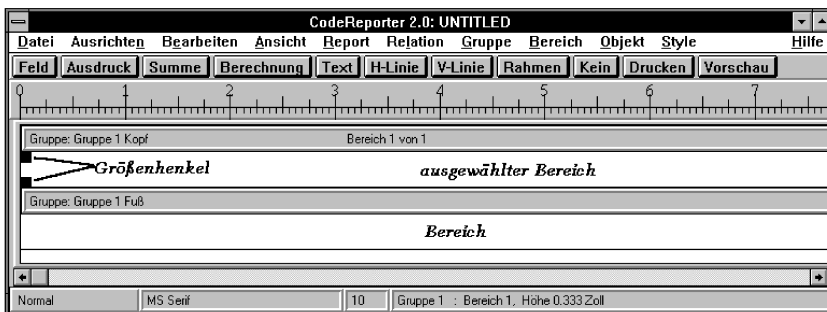 CodeReporter 2.0: UNTITLED
Datei Ausrichten Bearbeiten Ansicht Report Relation Gruppe Bereich Objekt Style Hilfe
Feld Ausdruck Summe Berechnung Text H-Linie V-Linie Rahmen Kein Drucken Vorschau
0 1 2 3 4 5 6 7
Gruppe: Gruppe 1 Kopf Bereich 1 von 1
Größenhenkel ausgewählter Bereich
Gruppe: Gruppe 1 Fuß
Bereich
Normal MS Serif 10 Gruppe 1 : Bereich 1, Höhe 0.333 Zoll